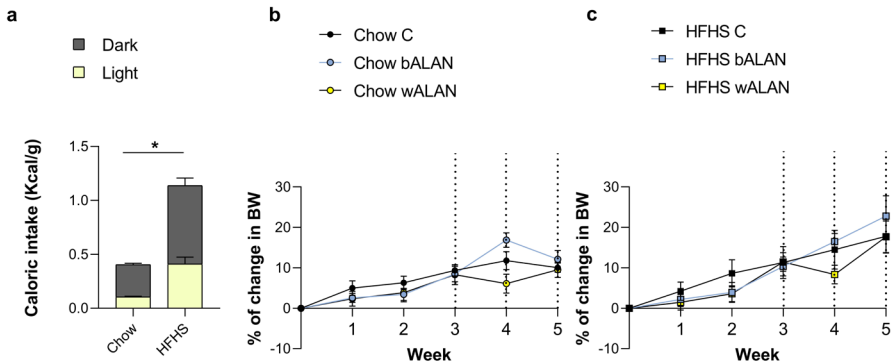 a
Dark
Light
Caloric intake (Kcal/g)
1.5
1.0
0.5
0.0
*
Chow
HFHS
b
Chow C
Chow bALAN
Chow wALAN
% of change in BW
30
20
10
0
-10
1 2 3 4 5
Week
c
HFHS C
HFHS bALAN
HFHS wALAN
% of change in BW
30
20
10
0
-10
1 2 3 4 5
Week